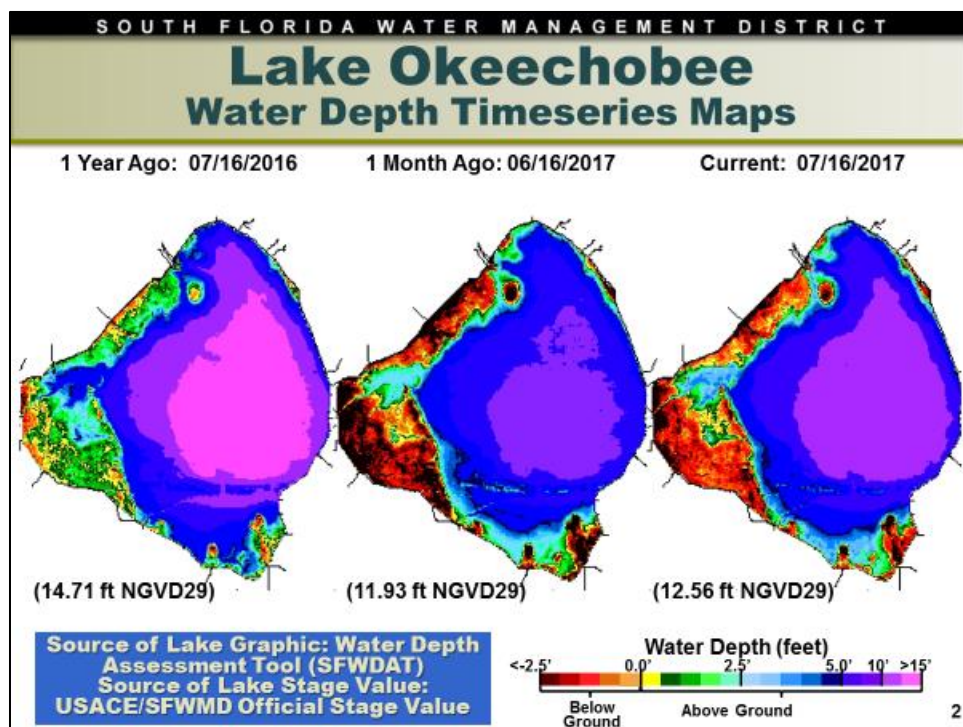 SOUTH FLORIDA WATER MANAGEMENT DISTRICT
Lake Okeechobee
Water Depth Timeseries Maps
1 Year Ago: 07/16/2016
1 Month Ago: 06/16/2017
Current: 07/16/2017
(14.71 ft NGVD29)
(11.93 ft NGVD29)
(12.56 ft NGVD29)
Source of Lake Graphic: Water Depth
Assessment Tool (SFWDAT)
Source of Lake Stage Value:
USACE/SFWMD Official Stage Value
Water Depth (feet)
<-2.5' 0.0' 2.5' 5.0' 10' >15'
Below
Ground
Above Ground
2